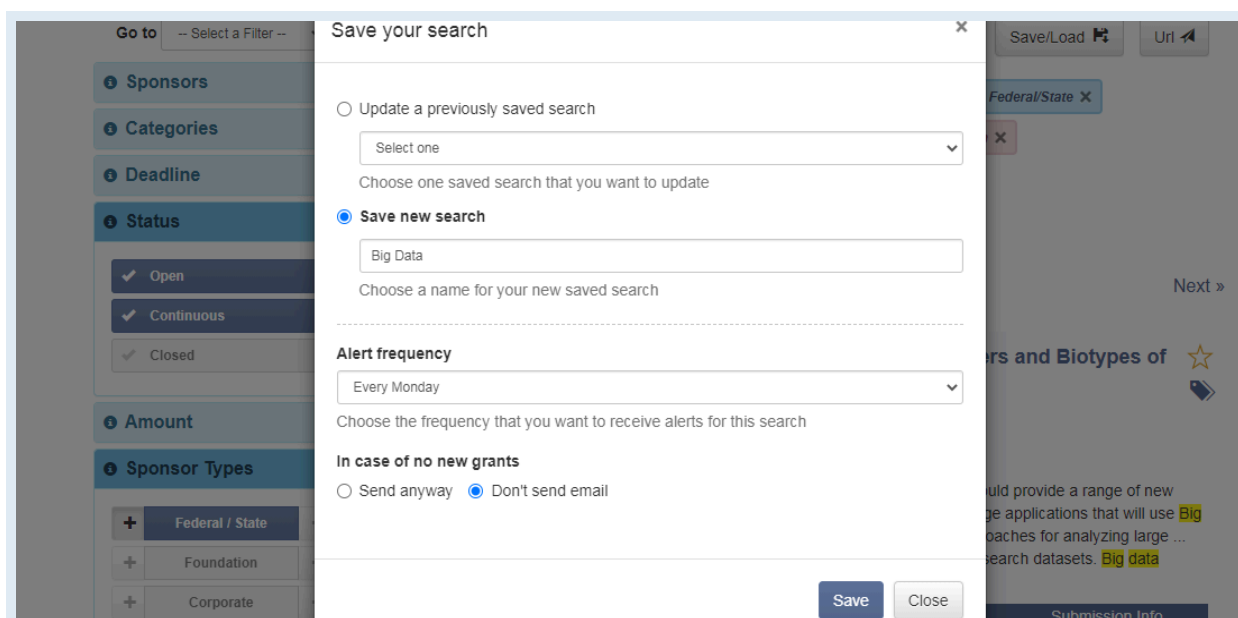 Go to
-- Select a Filter --
Save your search
×
Save/Load
Url
Sponsors
Categories
Deadline
Status
Open
Continuous
Closed
Amount
Sponsor Types
Federal / State
Foundation
Corporate
Update a previously saved search
Select one
Choose one saved search that you want to update
Save new search
Big Data
Choose a name for your new saved search
Alert frequency
Every Monday
Choose the frequency that you want to receive alerts for this search
In case of no new grants
Send anyway
Don't send email
Save
Close
Federal/State
Next »
and Biotypes of
provide a range of new
applications that will use Big
for analyzing large ...
datasets. Big data
Submission Info